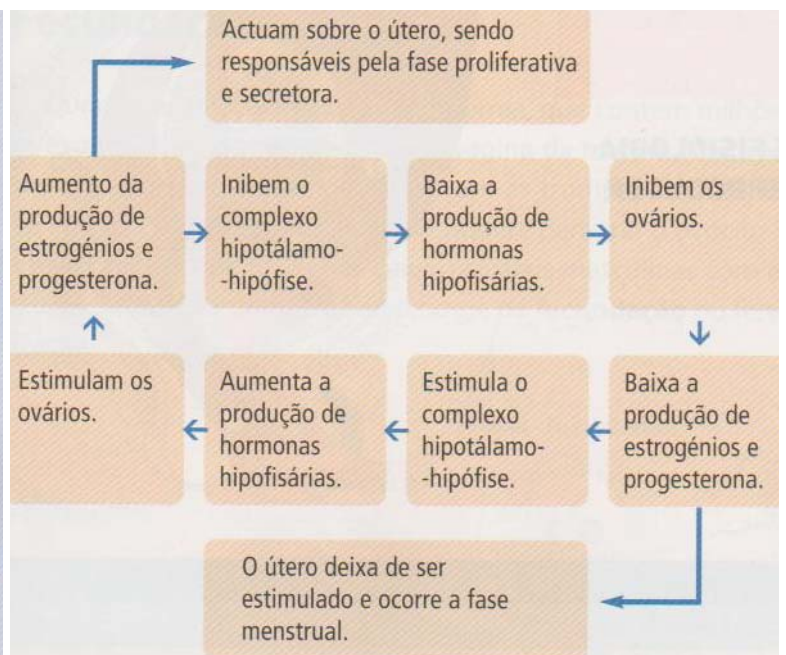 Actuam sobre o útero, sendo
responsáveis pela fase proliferativa
e secretora.
Aumento da
produção de
estrogénios e
progesterona.
Inibem o
complexo
hipotálamo-
-hipófise.
Baixa a
produção de
hormonas
hipofisárias.
Inibem os
ovários.
Estimulam os
ovários.
Aumenta a
produção de
hormonas
hipofisárias.
Estimula o
complexo
hipotálamo-
-hipófise.
Baixa a
produção de
estrogénios e
progesterona.
O útero deixa de ser
estimulado e ocorre a fase
menstrual.